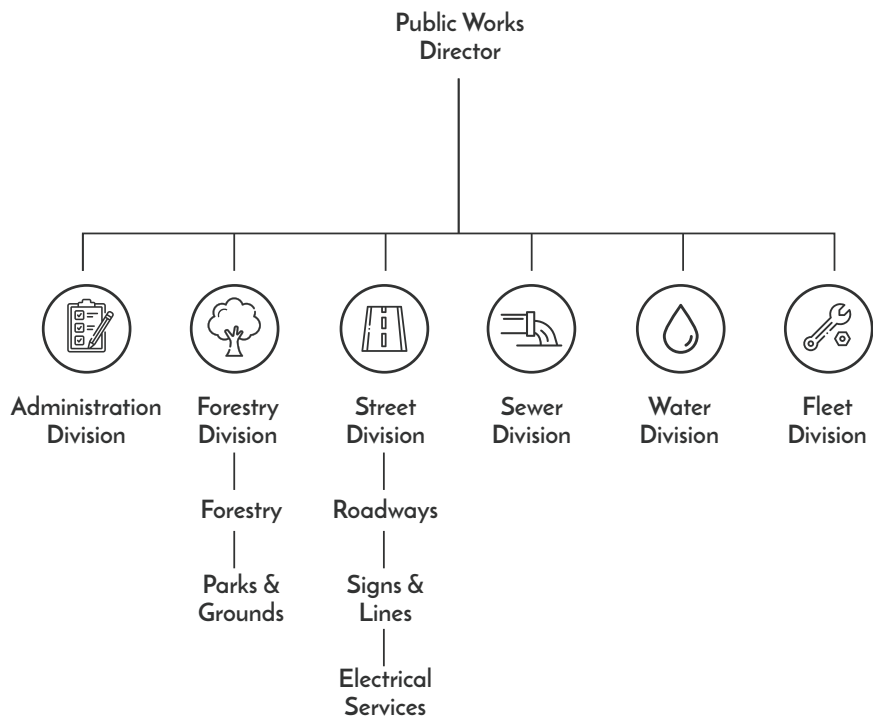 Public Works
Director
Administration
Division
Forestry
Division
Street
Division
Sewer
Division
Water
Division
Fleet
Division
Forestry
Roadways
Parks &
Grounds
Signs &
Lines
Electrical
Services